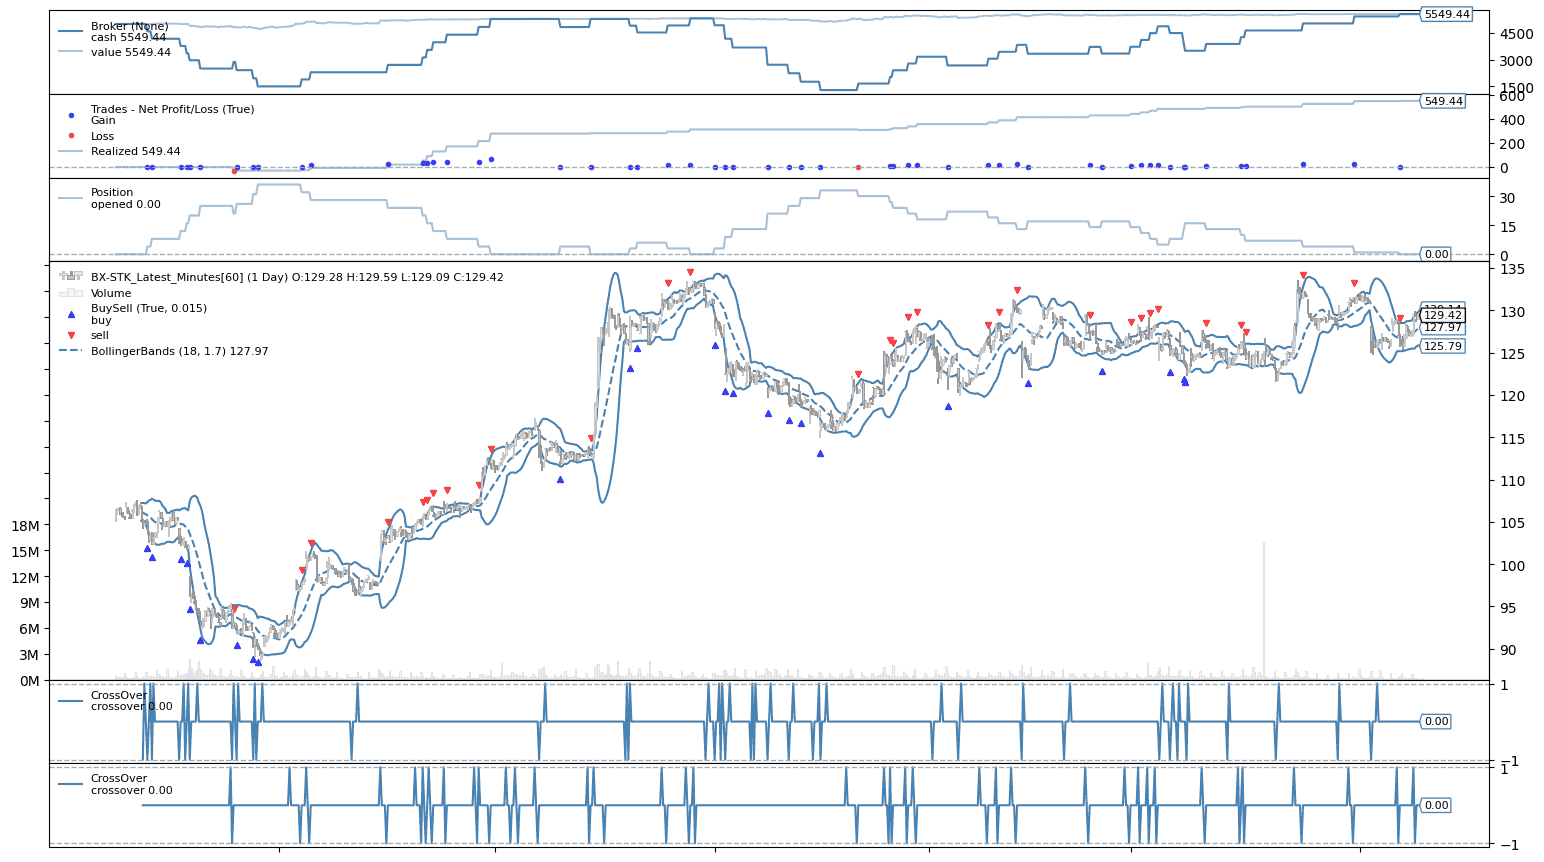 Broker (None)
cash 5549.44
value 5549.44
5549.44
4500
3000
1500
Trades - Net Profit/Loss (True)
Gain
Loss
Realized 549.44
549.44
600
400
200
0
Position
opened 0.00
30
15
0
0.00
BX-STK_Latest_Minutes[60] (1 Day) O:129.28 H:129.59 L:129.09 C:129.42
Volume
BuySell (True, 0.015)
buy
sell
BollingerBands (18, 1.7) 127.97
135
130
125
120
115
110
105
100
95
90
129.42
127.97
125.79
18M
15M
12M
9M
6M
3M
0M
CrossOver
crossover 0.00
1
0.00
−1
CrossOver
crossover 0.00
1
0.00
−1